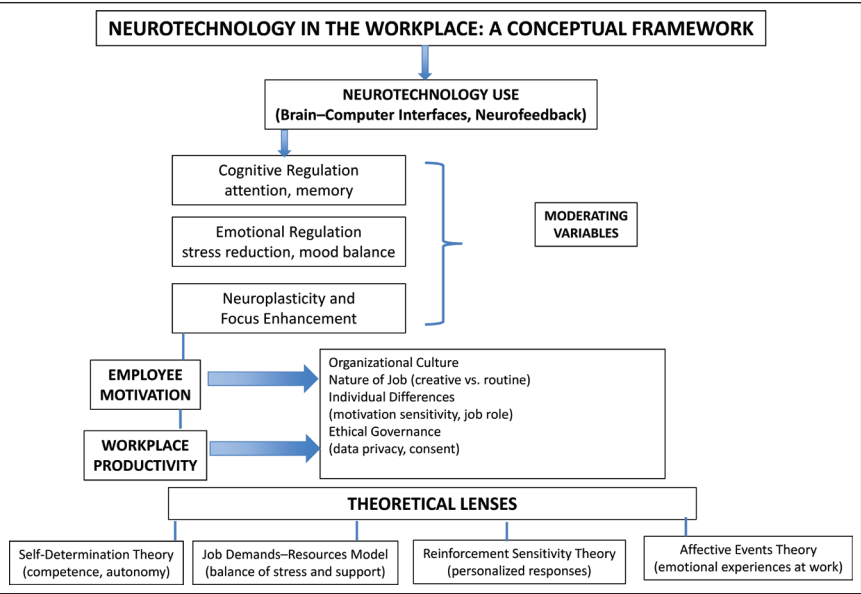 NEUROTECHNOLOGY IN THE WORKPLACE: A CONCEPTUAL FRAMEWORK
NEUROTECHNOLOGY USE
(Brain–Computer Interfaces, Neurofeedback)
Cognitive Regulation
attention, memory
Emotional Regulation
stress reduction, mood balance
Neuroplasticity and
Focus Enhancement
MODERATING
VARIABLES
EMPLOYEE
MOTIVATION
WORKPLACE
PRODUCTIVITY
Organizational Culture
Nature of Job (creative vs. routine)
Individual Differences
(motivation sensitivity, job role)
Ethical Governance
(data privacy, consent)
THEORETICAL LENSES
Self-Determination Theory
(competence, autonomy)
Job Demands–Resources Model
(balance of stress and support)
Reinforcement Sensitivity Theory
(personalized responses)
Affective Events Theory
(emotional experiences at work)